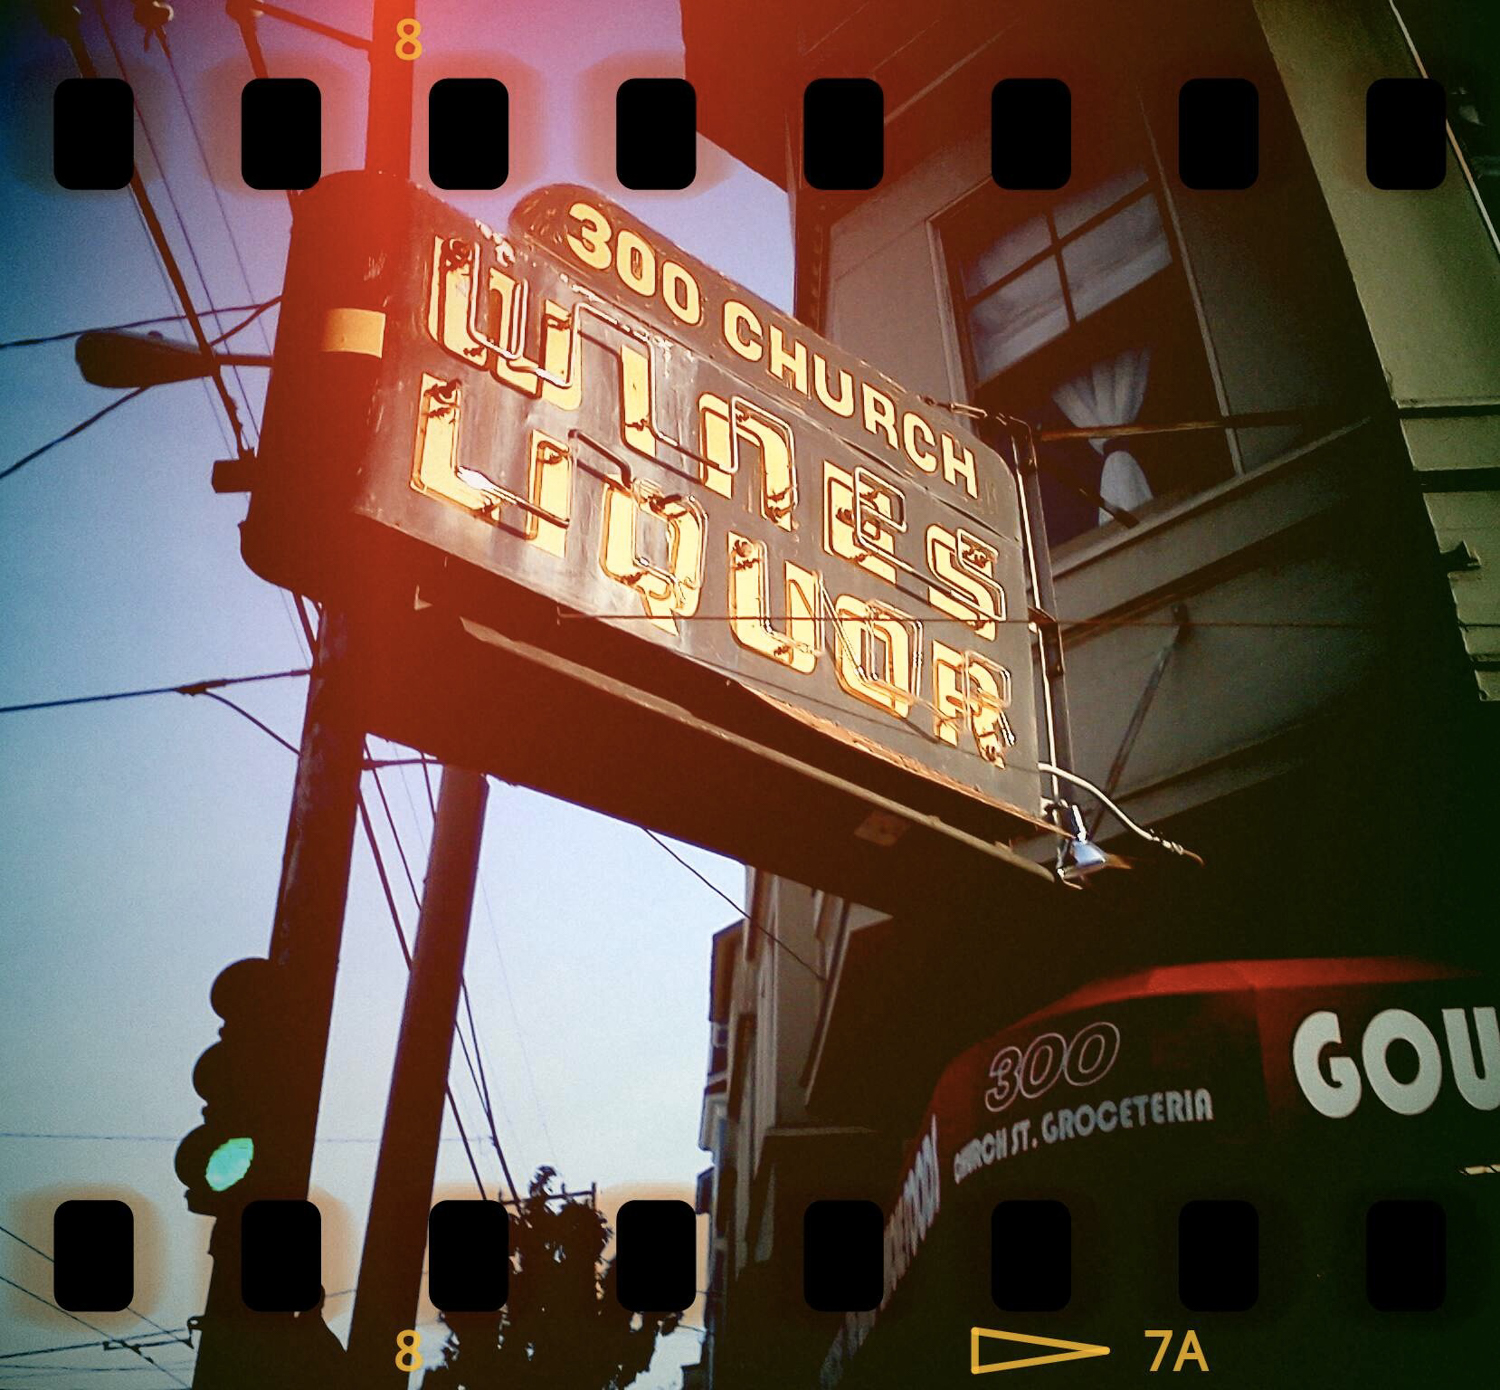 8
300 CHURCH
WINES
LIQUOR
300
CHURCH ST. GROCETERIA
GOU
8
7A